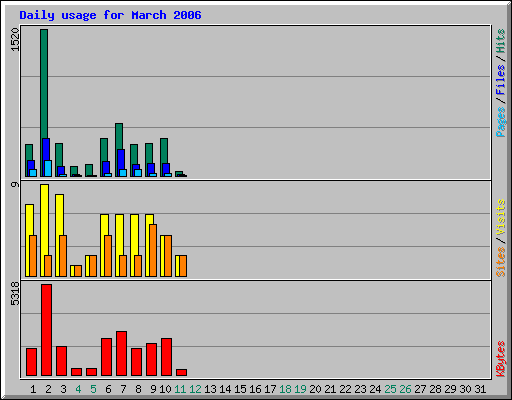 Daily usage for March 2006
1520
Pages / Files / Hits
9
Sites / Visits
5318
KBytes
1 2 3 4 5 6 7 8 9 10 11 12 13 14 15 16 17 18 19 20 21 22 23 24 25 26 27 28 29 30 31